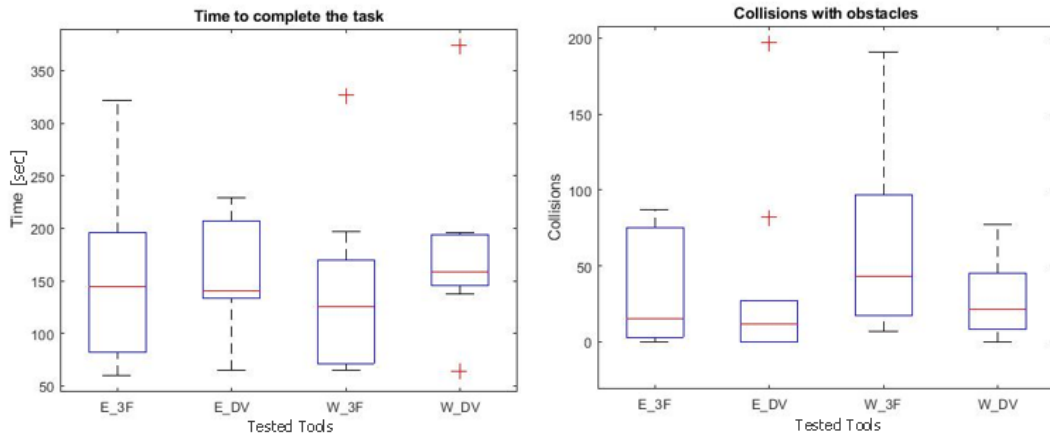 Time to complete the task
Time [sec]
350
300
250
200
150
100
50
E_3F E_DV W_3F W_DV
Tested Tools
Collisions with obstacles
Collisions
200
150
100
50
0
E_3F E_DV W_3F W_DV
Tested Tools